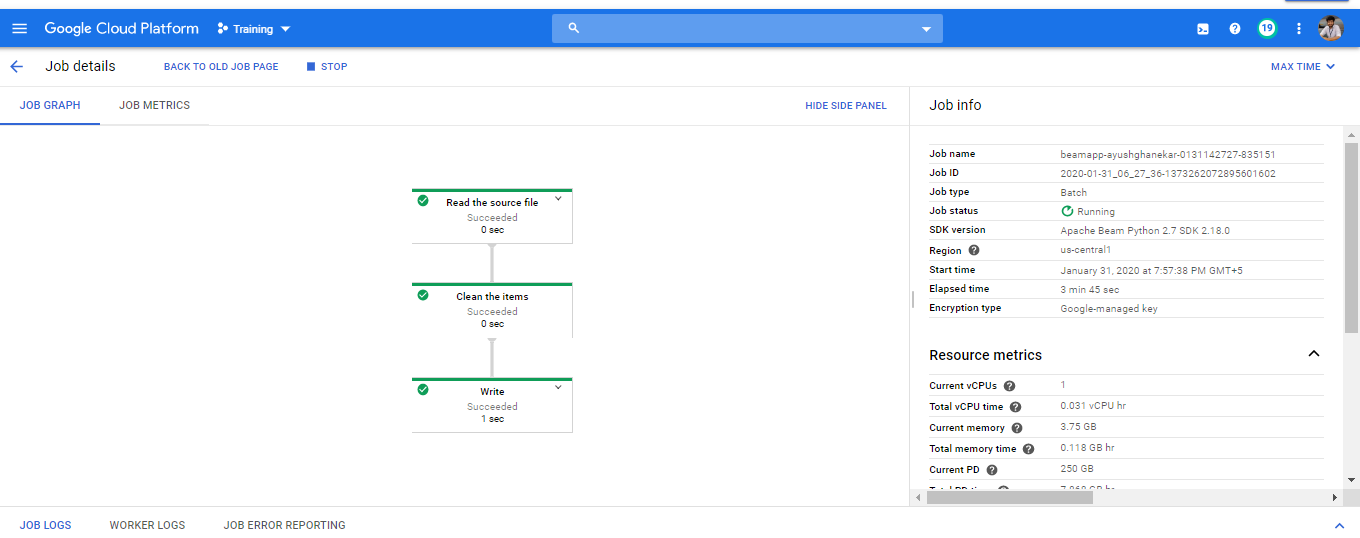 Google Cloud Platform Training 19
Job details BACK TO OLD JOB PAGE STOP MAX TIME
JOB GRAPH JOB METRICS HIDE SIDE PANEL
Read the source file
Succeeded
0 sec
Clean the items
Succeeded
0 sec
Write
Succeeded
1 sec
Job info
Job name beamapp-ayushghanekar-0131142727-835151
Job ID 2020-01-31_06_27_36-1373262072895601602
Job type Batch
Job status Running
SDK version Apache Beam Python 2.7 SDK 2.18.0
Region ? us-central1
Start time January 31, 2020 at 7:57:38 PM GMT+5
Elapsed time 3 min 45 sec
Encryption type Google-managed key
Resource metrics
Current vCPUs ? 1
Total vCPU time ? 0.031 vCPU hr
Current memory ? 3.75 GB
Total memory time ? 0.118 GB hr
Current PD ? 250 GB
Total PD time
JOB LOGS WORKER LOGS JOB ERROR REPORTING